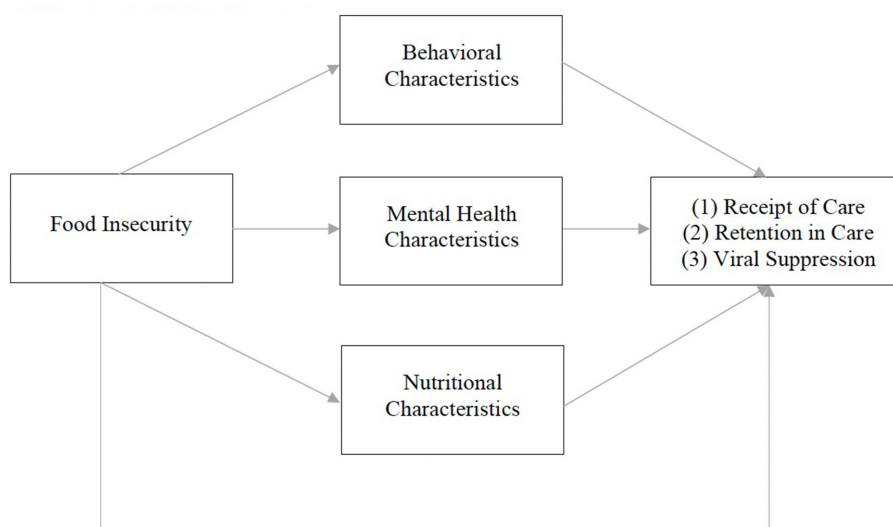 Behavioral
Characteristics
Food Insecurity
Mental Health
Characteristics
(1) Receipt of Care
(2) Retention in Care
(3) Viral Suppression
Nutritional
Characteristics